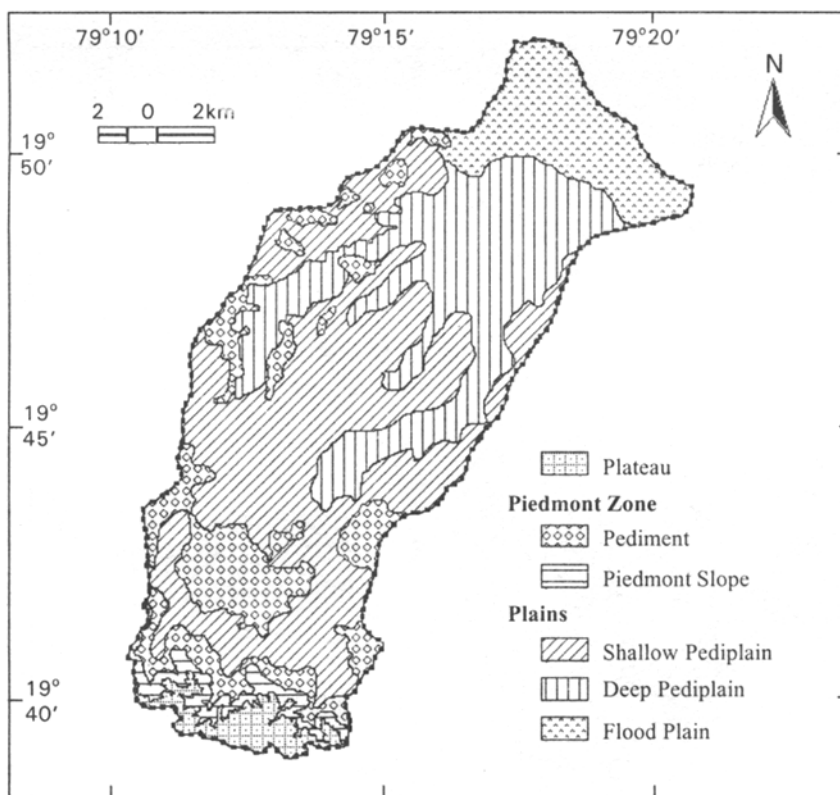 79°10′ 79°15′ 79°20′
N
2 0 2km
19°
50′
19°
45′
19°
40′
Plateau
Piedmont Zone
Pediment
Piedmont Slope
Plains
Shallow Pediplain
Deep Pediplain
Flood Plain